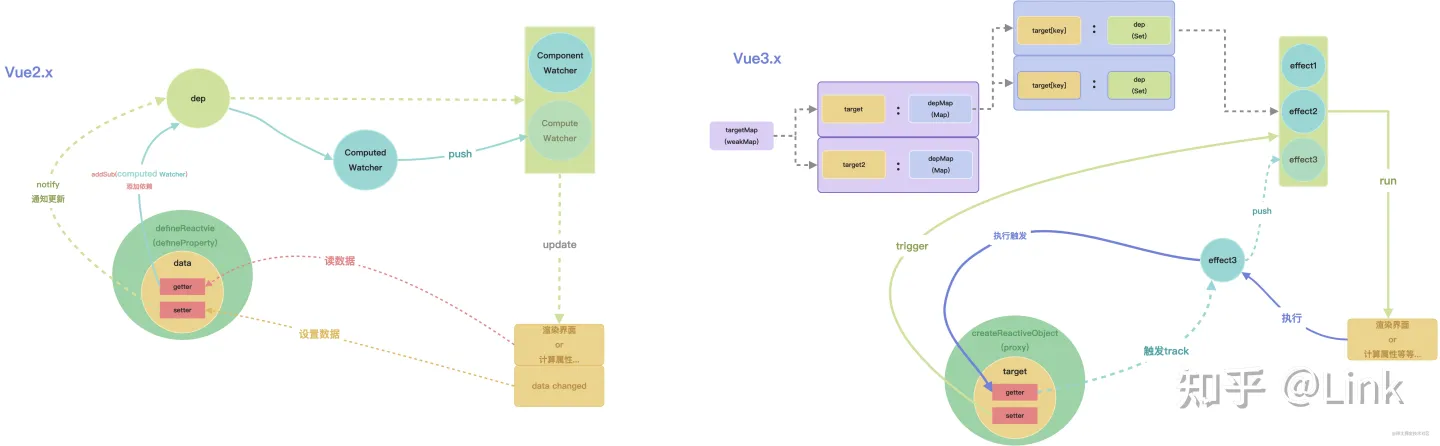 Vue2.x
dep
Component
Watcher
Compute
Watcher
Computed
Watcher
push
addSub(computed Watcher)
添加依赖
notify
通知更新
defineReactvie
(defineProperty)
data
getter
setter
读数据
设置数据
update
渲染界面
or
计算属性...
data changed
Vue3.x
targetMap
(weakMap)
target
:
depMap
(Map)
target2
:
depMap
(Map)
target[key]
:
dep
(Set)
target[key]
:
dep
(Set)
effect1
effect2
effect3
run
push
trigger
执行触发
effect3
执行
触发track
createReactiveObject
(proxy)
target
getter
setter
渲染界面
or
计算属性等等...
知乎 @Link